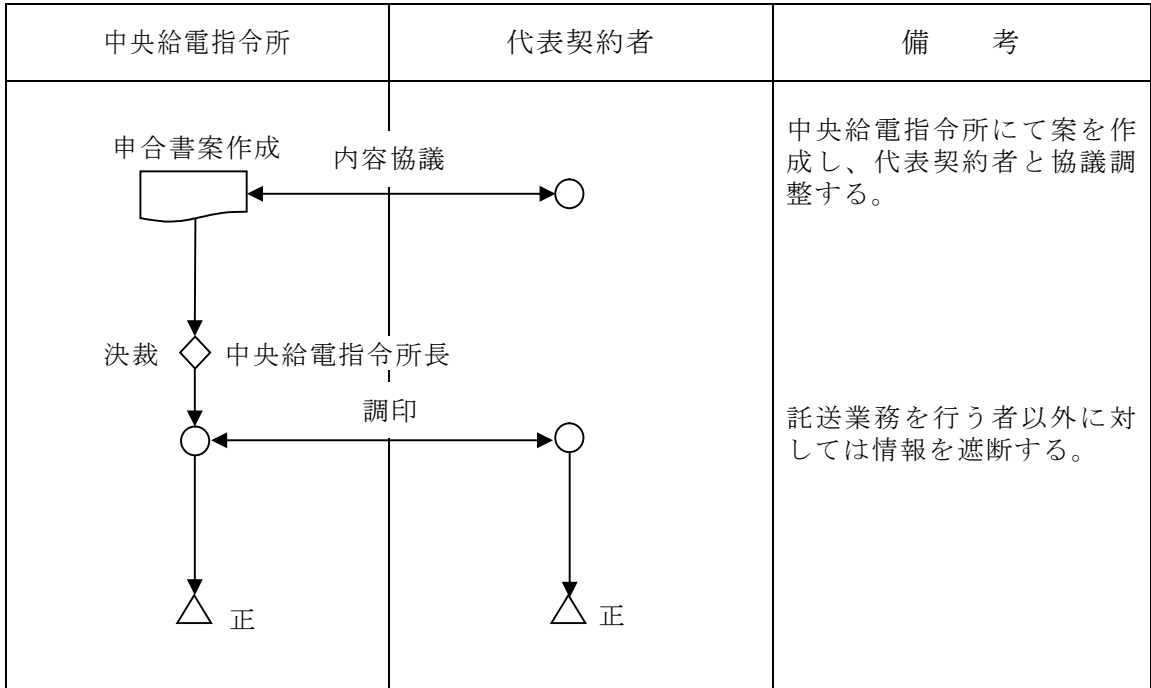 中央給電指令所
代表契約者
備　　考
申合書案作成
内容協議
中央給電指令所にて案を作
成し、代表契約者と協議調
整する。
決裁
中央給電指令所長
調印
託送業務を行う者以外に対
しては情報を遮断する。
正
正